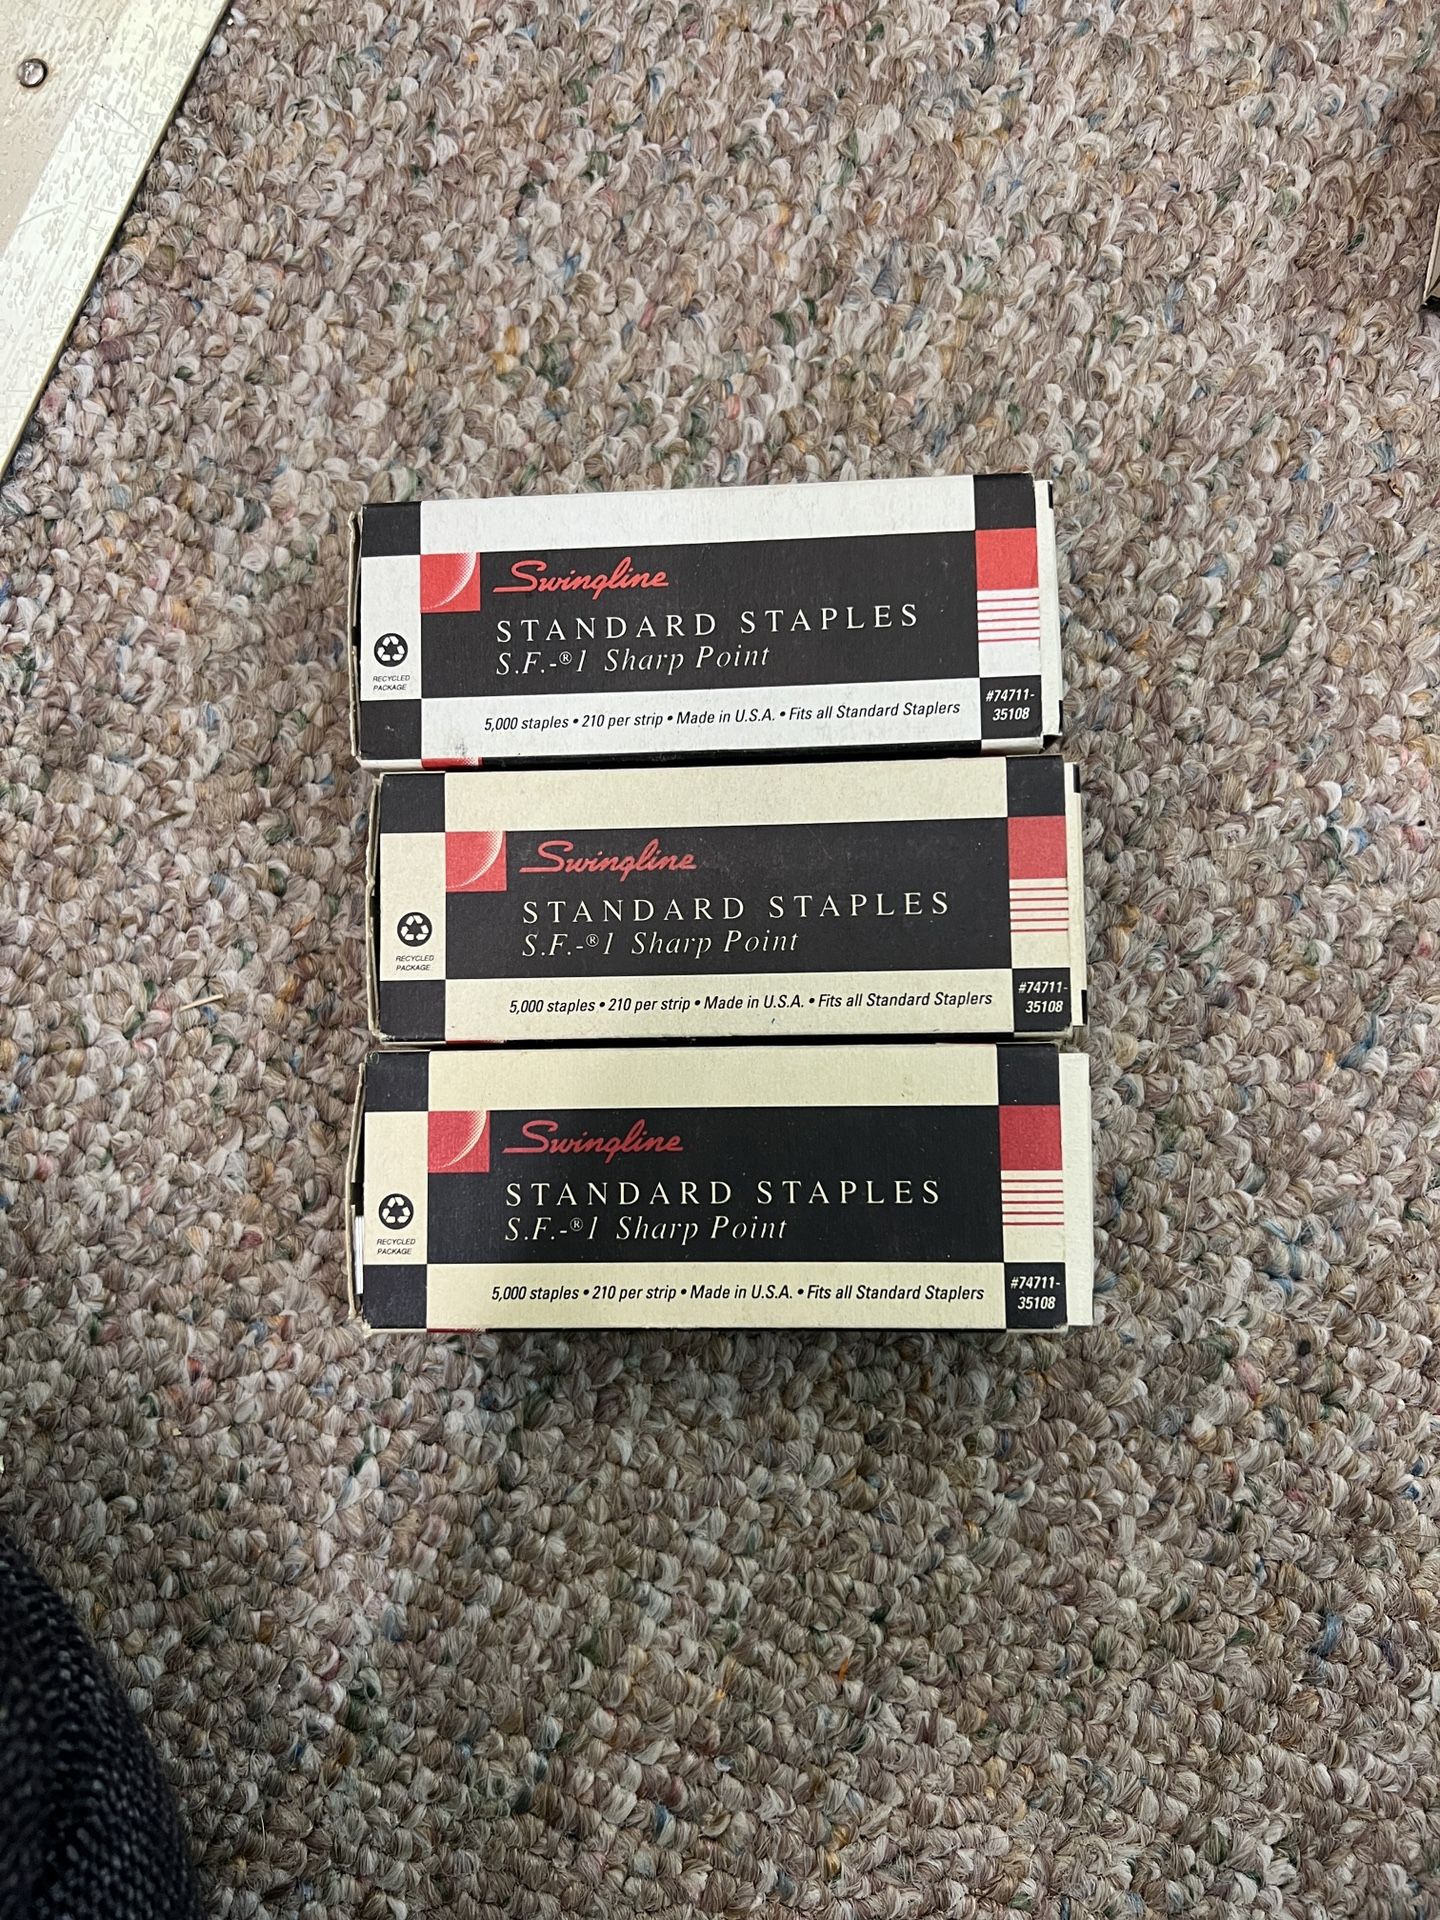 Swingline
STANDARD STAPLES
S.F.-®1 Sharp Point
RECYCLED
PACKAGE
5,000 staples • 210 per strip • Made in U.S.A. • Fits all Standard Staplers
#74711-
35108
Swingline
STANDARD STAPLES
S.F.-®1 Sharp Point
RECYCLED
PACKAGE
5,000 staples • 210 per strip • Made in U.S.A. • Fits all Standard Staplers
#74711-
35108
Swingline
STANDARD STAPLES
S.F.-®1 Sharp Point
RECYCLED
PACKAGE
5,000 staples • 210 per strip • Made in U.S.A. • Fits all Standard Staplers
#74711-
35108